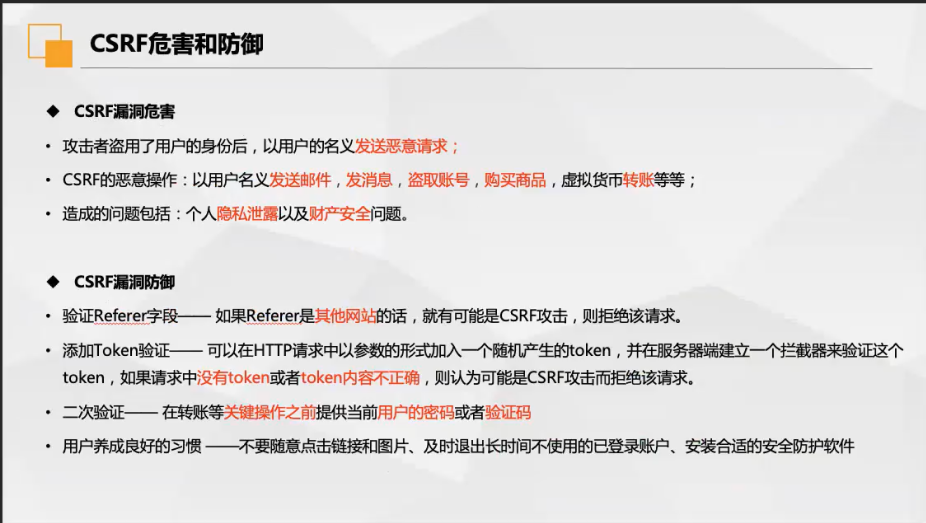 CSRF危害和防御
◆ CSRF漏洞危害
• 攻击者盗用了用户的身份后，以用户的名义发送恶意请求；
• CSRF的恶意操作：以用户名义发送邮件，发消息，盗取账号，购买商品，虚拟货币转账等等；
• 造成的问题包括：个人隐私泄露以及财产安全问题。
◆ CSRF漏洞防御
• 验证Referer字段—— 如果Referer是其他网站的话，就有可能是CSRF攻击，则拒绝该请求。
• 添加Token验证—— 可以在HTTP请求中以参数的形式加入一个随机产生的token，并在服务器端建立一个拦截器来验证这个
token，如果请求中没有token或者token内容不正确，则认为可能是CSRF攻击而拒绝该请求。
• 二次验证—— 在转账等关键操作之前提供当前用户的密码或者验证码
• 用户养成良好的习惯 ——不要随意点击链接和图片、及时退出长时间不使用的已登录账户、安装合适的安全防护软件